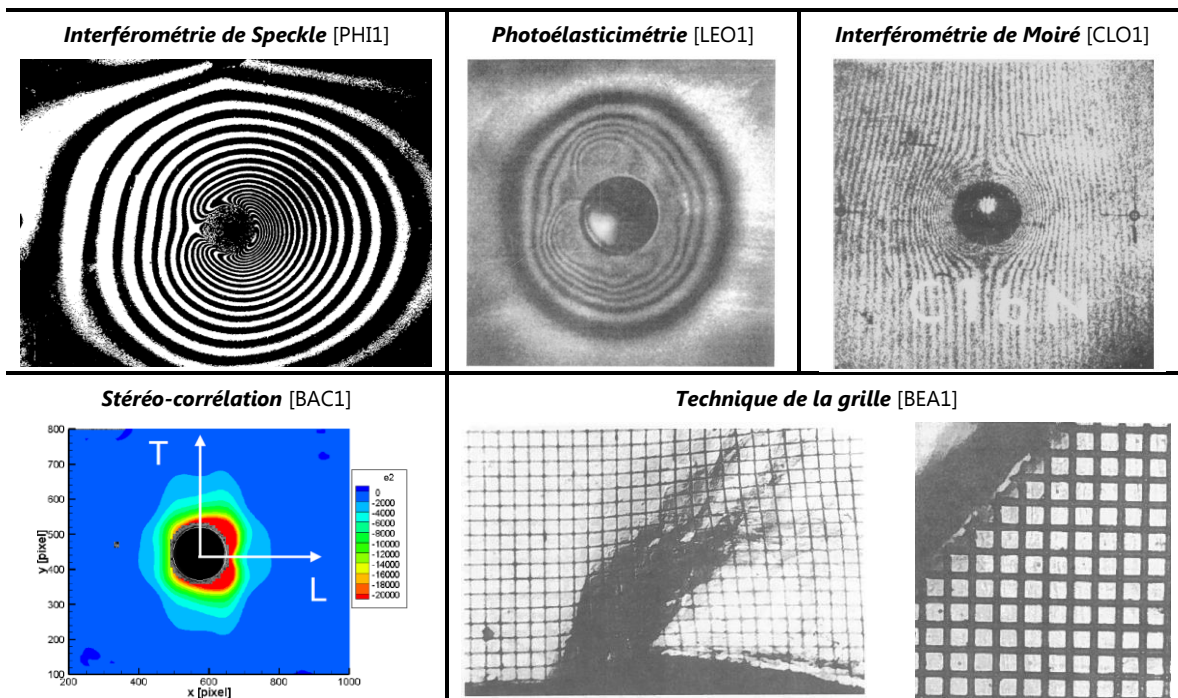 Interférométrie de Speckle [PHI1]
Photoélasticimétrie [LEO1]
Interférométrie de Moiré [CLO1]
Stéréo-corrélation [BAC1]
T
L
800
700
600
500
400
300
200
100
y [pixel]
200
400
600
800
1000
x [pixel]
e2
0
-2000
-4000
-6000
-8000
-10000
-12000
-14000
-16000
-18000
-20000
Technique de la grille [BEA1]